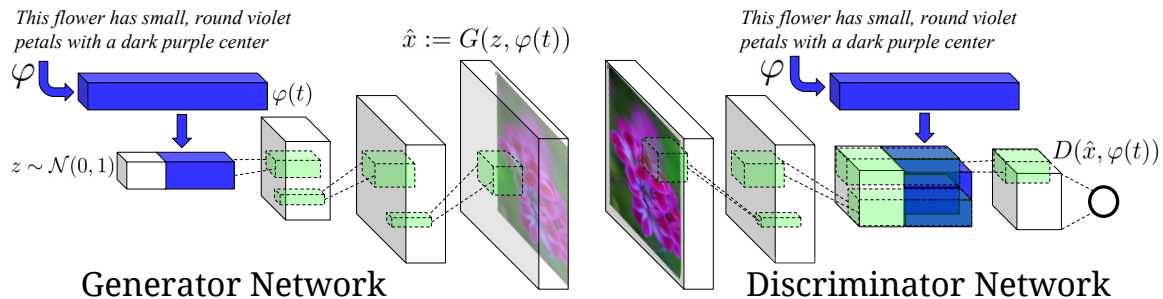 This flower has small, round violet
petals with a dark purple center
φ
φ(t)
z ∼ 𝒩(0, 1)
x̂ := G(z, φ(t))
Generator Network
This flower has small, round violet
petals with a dark purple center
φ
D(x̂, φ(t))
Discriminator Network